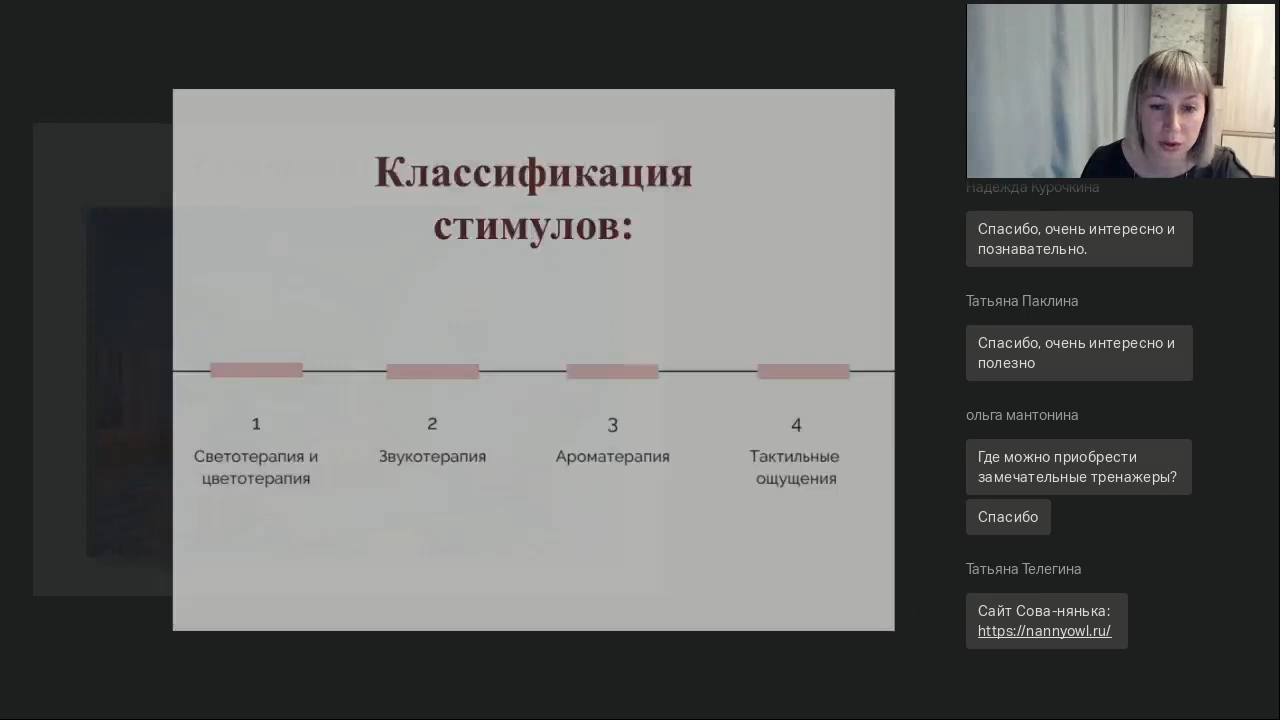 Классификация
стимулов:
1
Светотерапия и
цветотерапия
2
Звукотерапия
3
Ароматерапия
4
Тактильные
ощущения
Надежда Курочкина
Спасибо, очень интересно и
познавательно.
Татьяна Паклина
Спасибо, очень интересно и
полезно
ольга мантонина
Где можно приобрести
замечательные тренажеры?
Спасибо
Татьяна Телегина
Сайт Сова-нянька:
https://nannyowl.ru/